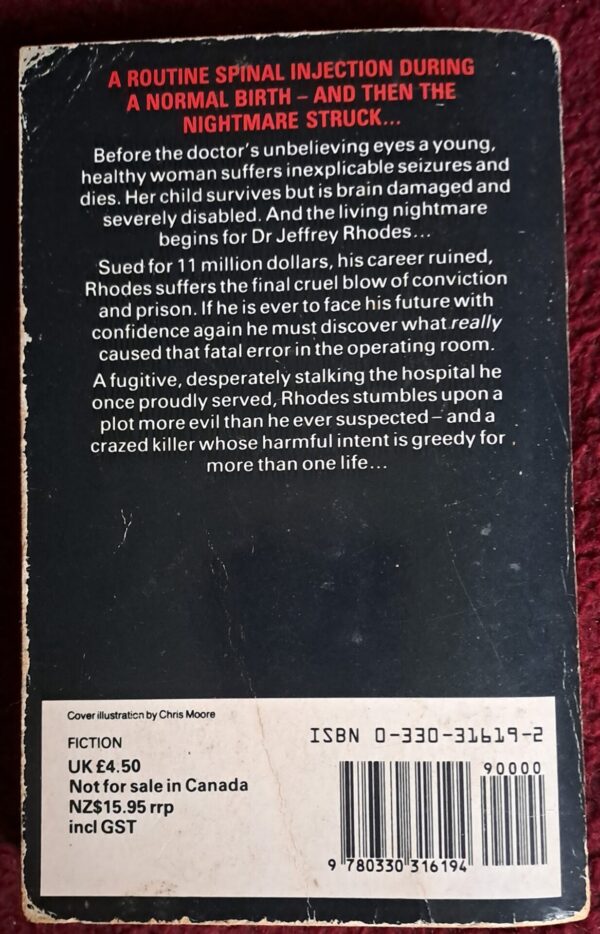 A ROUTINE SPINAL INJECTION DURING
A NORMAL BIRTH – AND THEN THE
NIGHTMARE STRUCK...
Before the doctor's unbelieving eyes a young,
healthy woman suffers inexplicable seizures and
dies. Her child survives but is brain damaged and
severely disabled. And the living nightmare
begins for Dr Jeffrey Rhodes...
Sued for 11 million dollars, his career ruined,
Rhodes suffers the final cruel blow of conviction
and prison. If he is ever to face his future with
confidence again he must discover what really
caused that fatal error in the operating room.
A fugitive, desperately stalking the hospital he
once proudly served, Rhodes stumbles upon a
plot more evil than he ever suspected – and a
crazed killer whose harmful intent is greedy for
more than one life...
Cover illustration by Chris Moore
FICTION
UK £4.50
Not for sale in Canada
NZ$15.95 rrp
incl GST
ISBN 0-330-31619-2
90000
9 780330 316194